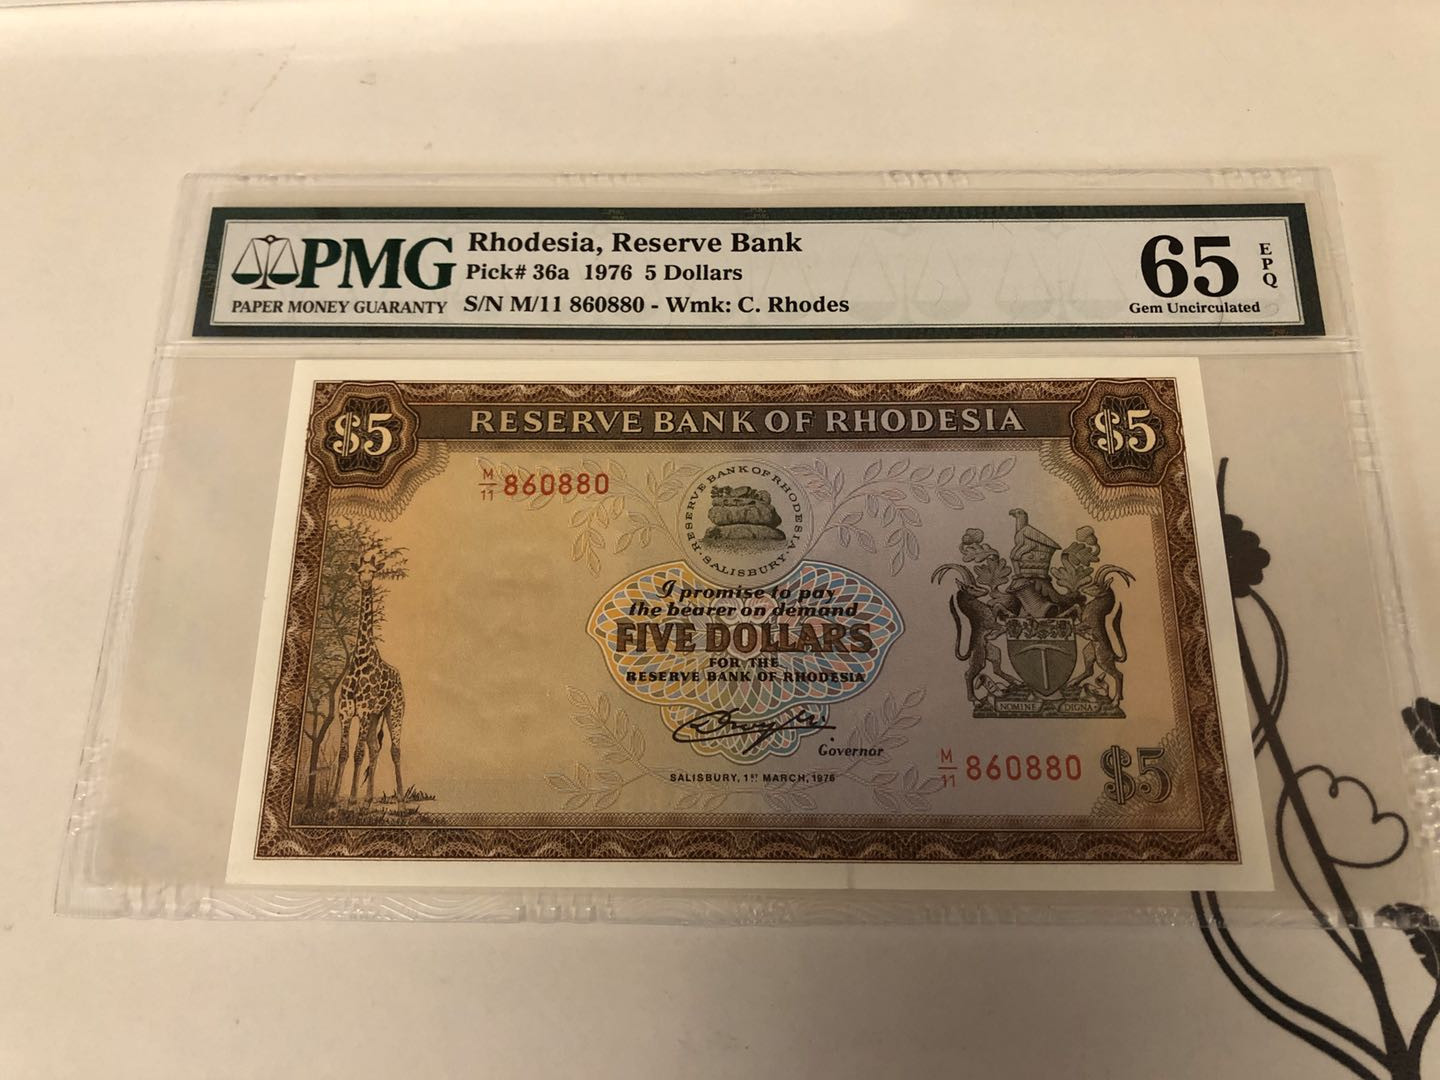 PMG
PAPER MONEY GUARANTY
Rhodesia, Reserve Bank
Pick# 36a 1976 5 Dollars
S/N M/11 860880 - Wmk: C. Rhodes
65
EPQ
Gem Uncirculated
$5
RESERVE BANK OF RHODESIA
$5
M/11 860880
RESERVE BANK OF RHODESIA
· SALISBURY ·
I promise to pay
the bearer on demand
FIVE DOLLARS
FOR THE
RESERVE BANK OF RHODESIA
Governor
SALISBURY, 1ST MARCH, 1976
NOMINE DIGNA
M/11 860880
$5